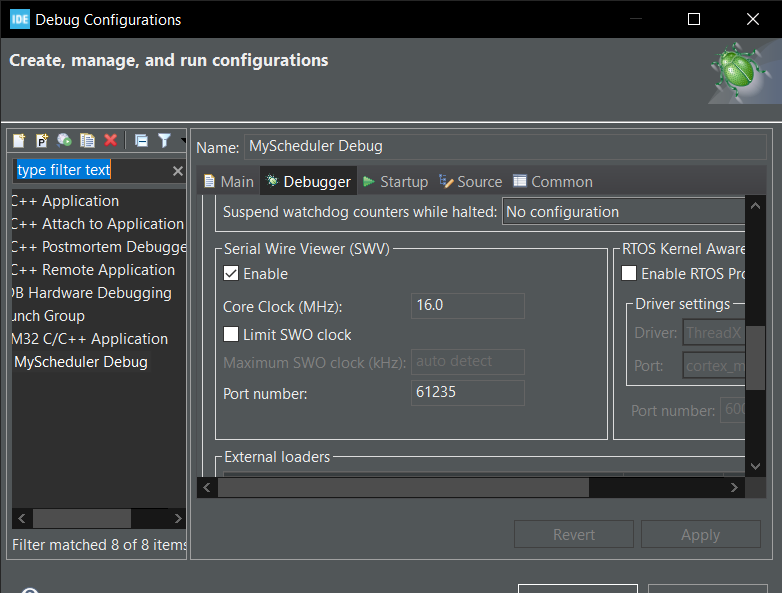 IDE Debug Configurations
Create, manage, and run configurations
type filter text
C++ Application
C++ Attach to Application
C++ Postmortem Debugge
C++ Remote Application
DB Hardware Debugging
unch Group
M32 C/C++ Application
MyScheduler Debug
Filter matched 8 of 8 items
Name: MyScheduler Debug
Main Debugger Startup Source Common
Suspend watchdog counters while halted: No configuration
Serial Wire Viewer (SWV)
Enable
Core Clock (MHz): 16.0
Limit SWO clock
Maximum SWO clock (kHz): auto detect
Port number: 61235
RTOS Kernel Aware
Enable RTOS Pro
Driver settings
Driver: ThreadX
Port: cortex_m
Port number: 600
External loaders
Revert Apply